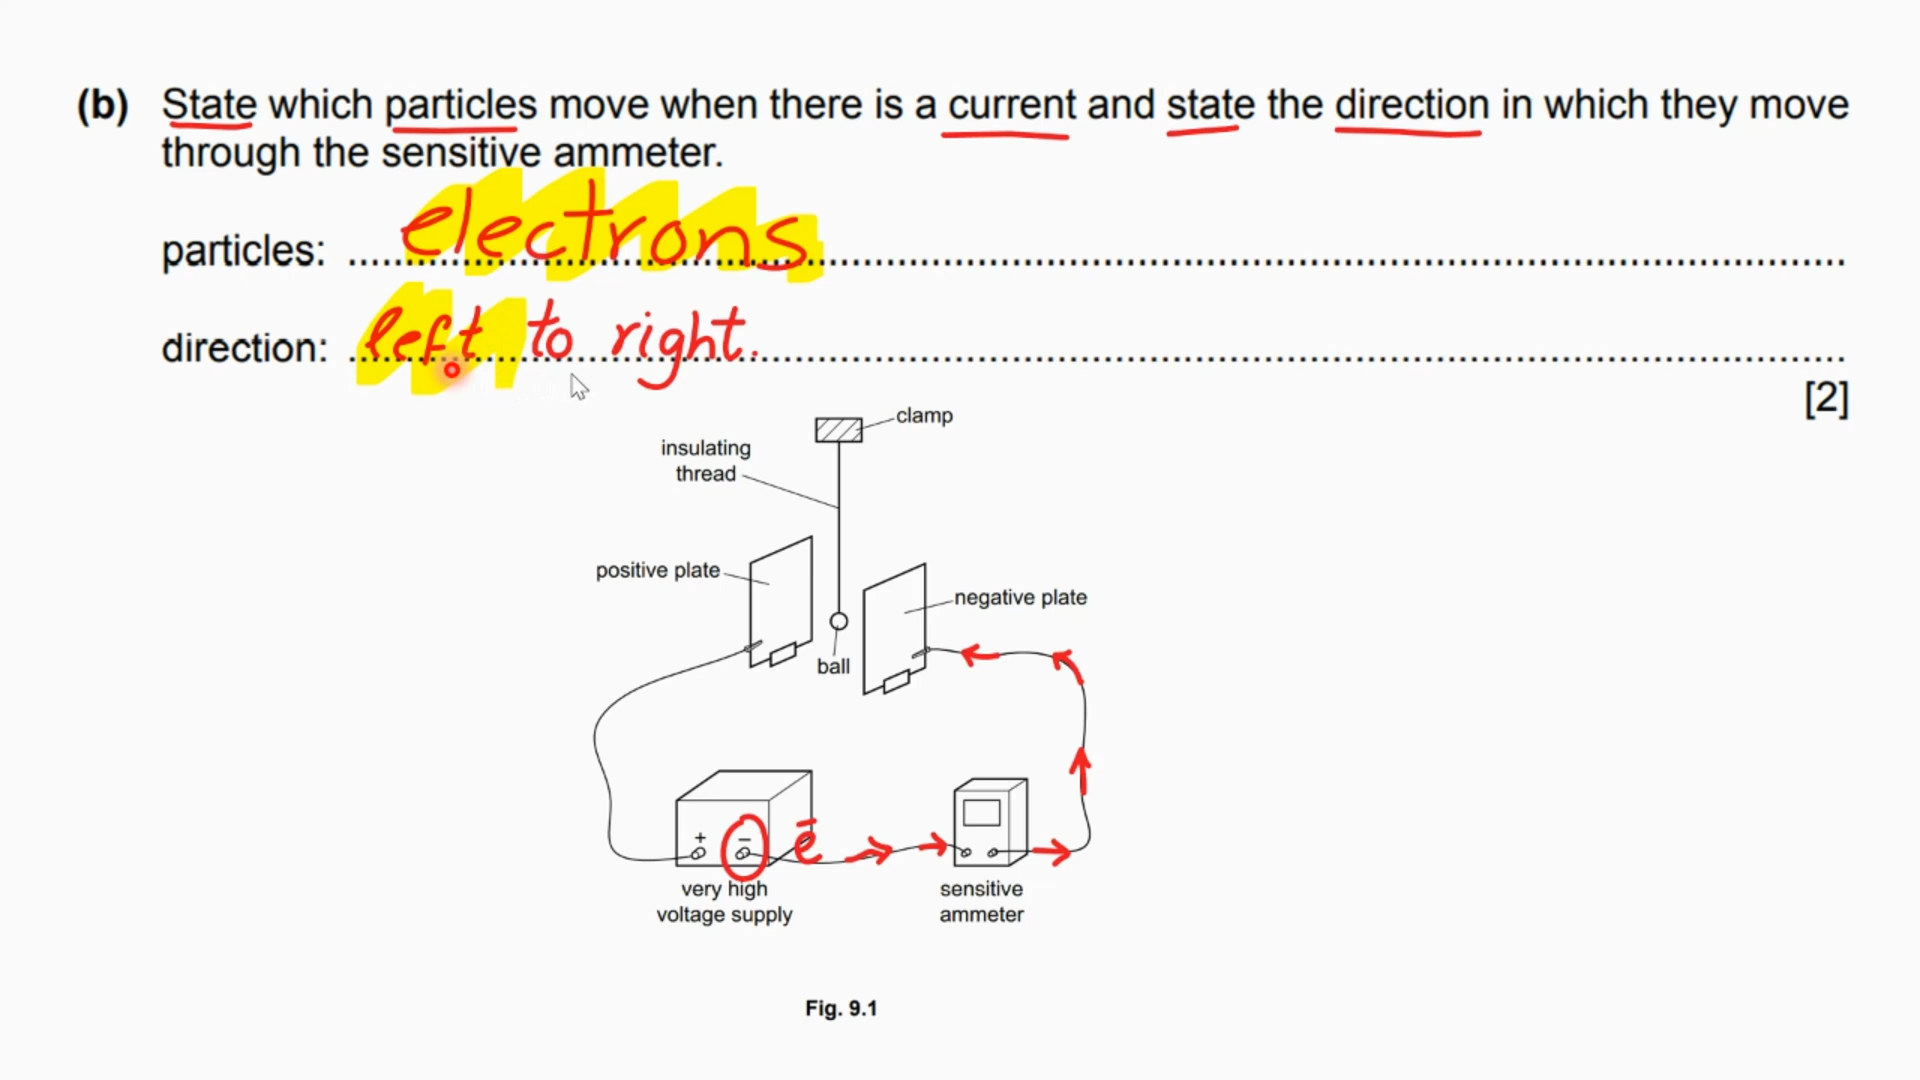 (b) State which particles move when there is a current and state the direction in which they move
through the sensitive ammeter.
particles: electrons
direction: left to right.
[2]
clamp
insulating
thread
positive plate
negative plate
ball
+ − ē
very high
voltage supply
sensitive
ammeter
Fig. 9.1